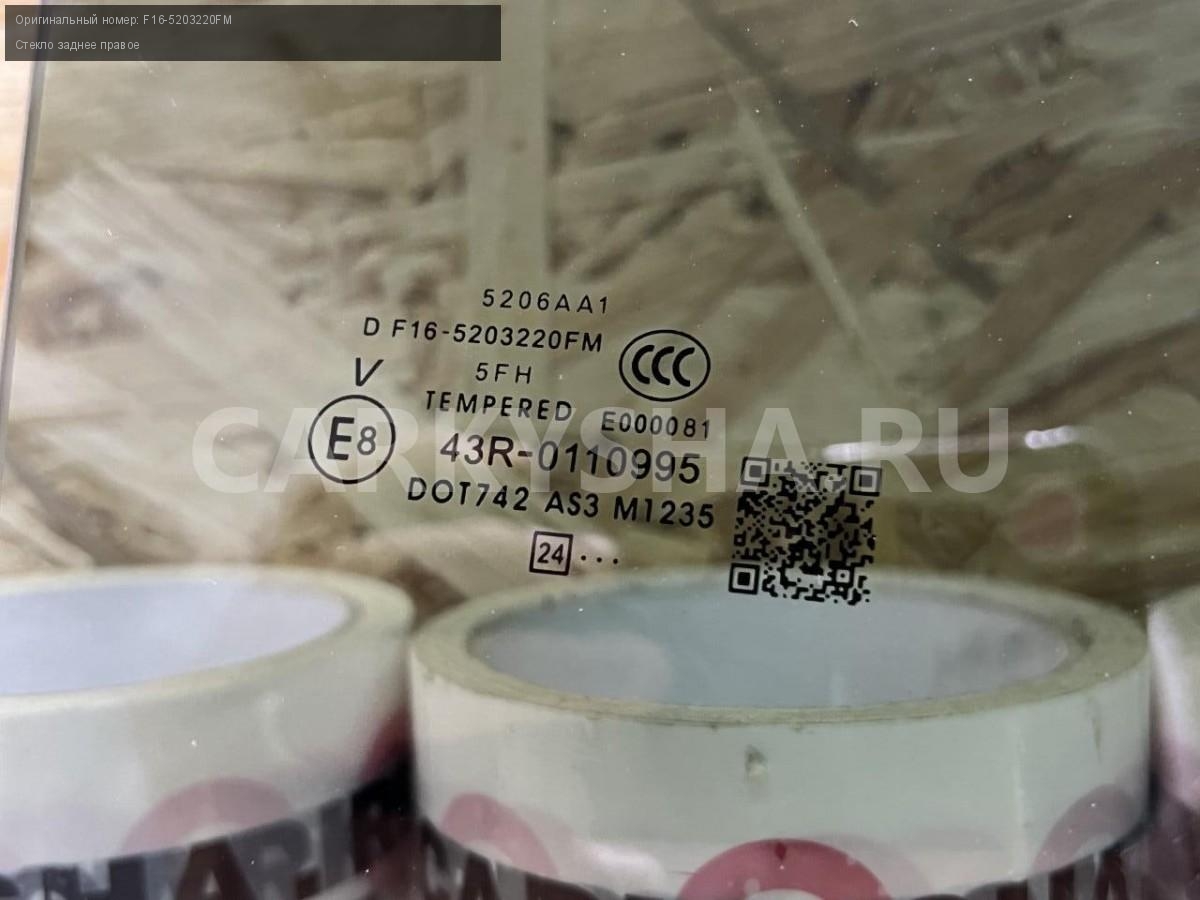 Оригинальный номер: F16-5203220FM
Стекло заднее правое
5206AA1
D F16-5203220FM
CCC
V
5FH
TEMPERED
E000081
E8
43R-0110995
DOT742 AS3 M1235
24 ...
CARKYSHA.RU